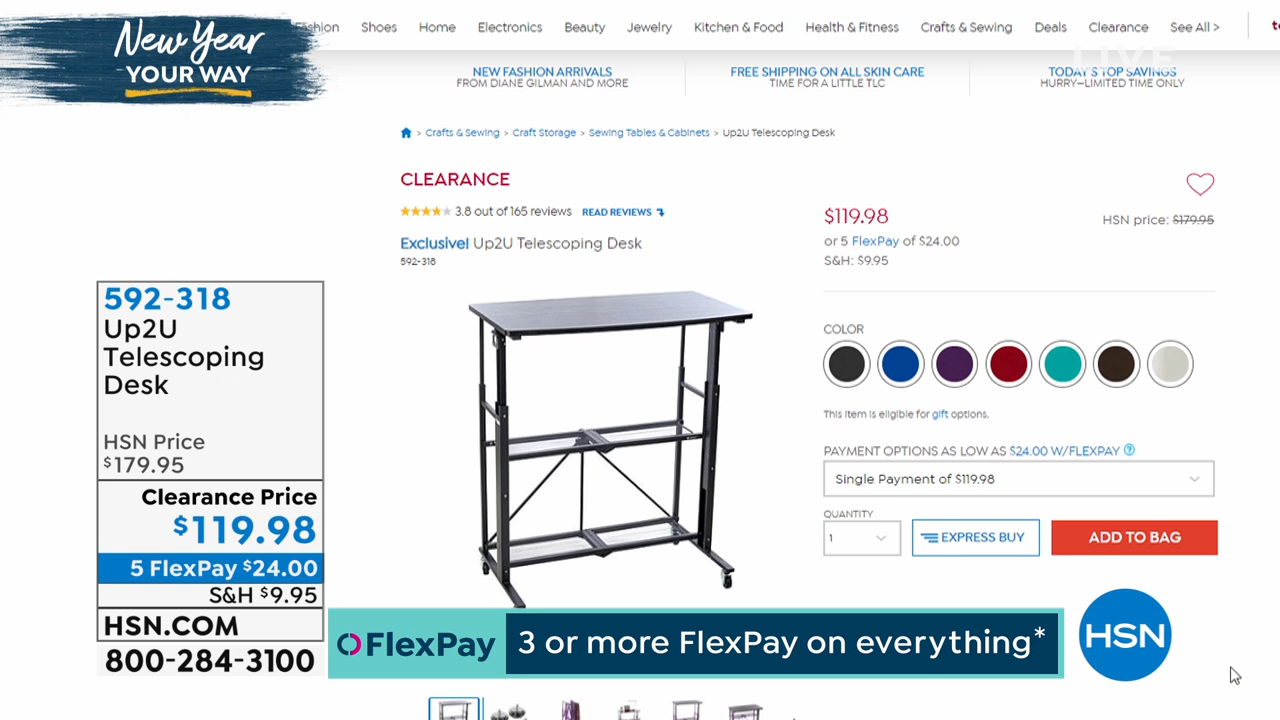 New Year
YOUR WAY
Shoes
Home
Electronics
Beauty
Jewelry
Kitchen & Food
Health & Fitness
Crafts & Sewing
Deals
Clearance
See All >
LIVE
NEW FASHION ARRIVALS
FROM DIANE GILMAN AND MORE
FREE SHIPPING ON ALL SKIN CARE
TIME FOR A LITTLE TLC
TODAY'S TOP SAVINGS
HURRY—LIMITED TIME ONLY
> Crafts & Sewing > Craft Storage > Sewing Tables & Cabinets > Up2U Telescoping Desk
CLEARANCE
3.8 out of 165 reviews READ REVIEWS
Exclusive! Up2U Telescoping Desk
592-318
$119.98
HSN price: $179.95
or 5 FlexPay of $24.00
S&H: $9.95
COLOR
This item is eligible for gift options.
PAYMENT OPTIONS AS LOW AS $24.00 W/FLEXPAY ?
Single Payment of $119.98
QUANTITY
1
EXPRESS BUY
ADD TO BAG
592-318
Up2U
Telescoping
Desk
HSN Price
$179.95
Clearance Price
$119.98
5 FlexPay $24.00
S&H $9.95
HSN.COM
800-284-3100
FlexPay
3 or more FlexPay on everything*
HSN